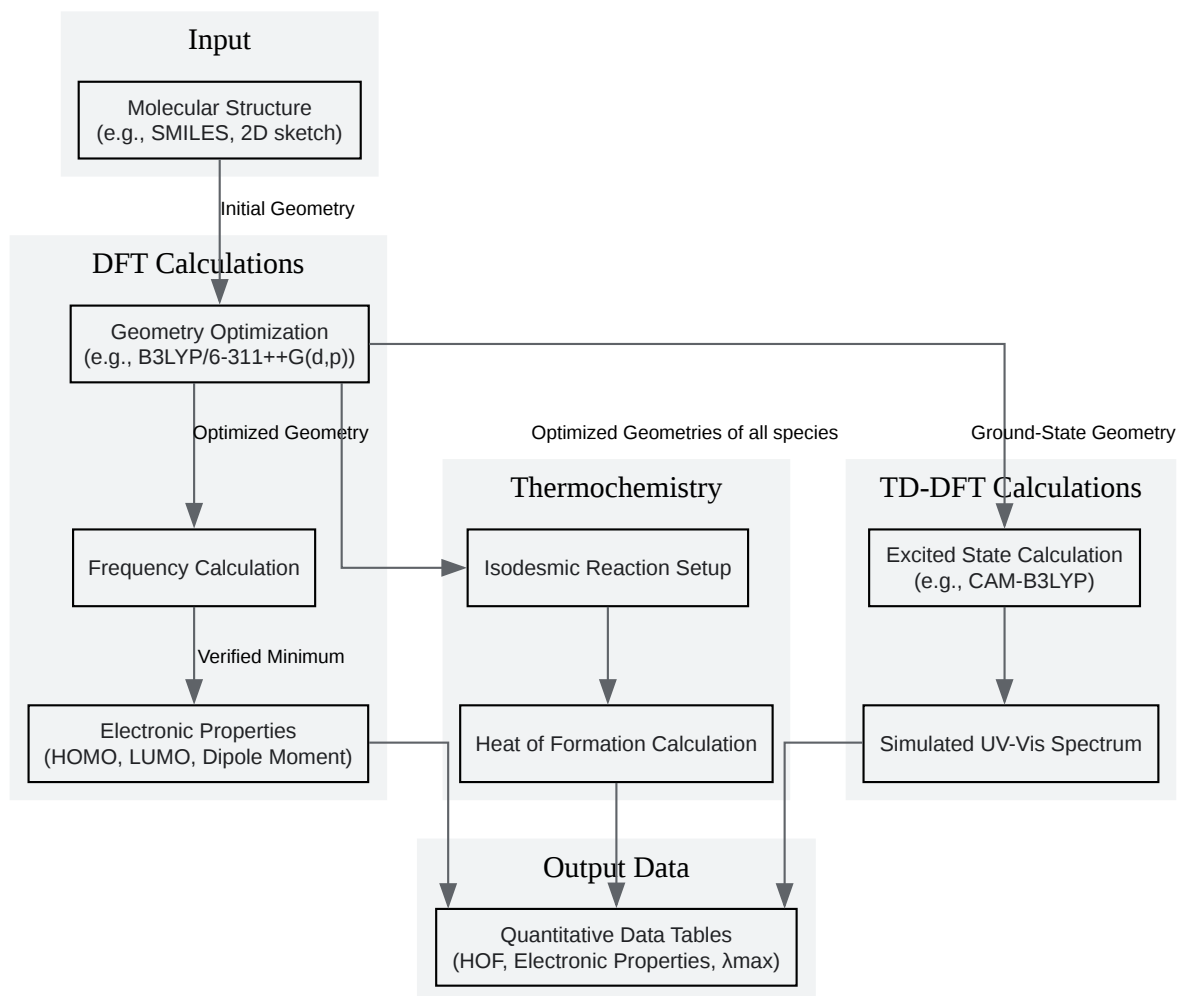 Input
Molecular Structure
(e.g., SMILES, 2D sketch)
Initial Geometry
DFT Calculations
Geometry Optimization
(e.g., B3LYP/6-311++G(d,p))
Optimized Geometry
Optimized Geometries of all species
Ground-State Geometry
Thermochemistry
TD-DFT Calculations
Frequency Calculation
Isodesmic Reaction Setup
Excited State Calculation
(e.g., CAM-B3LYP)
Verified Minimum
Electronic Properties
(HOMO, LUMO, Dipole Moment)
Heat of Formation Calculation
Simulated UV-Vis Spectrum
Output Data
Quantitative Data Tables
(HOF, Electronic Properties, λmax)